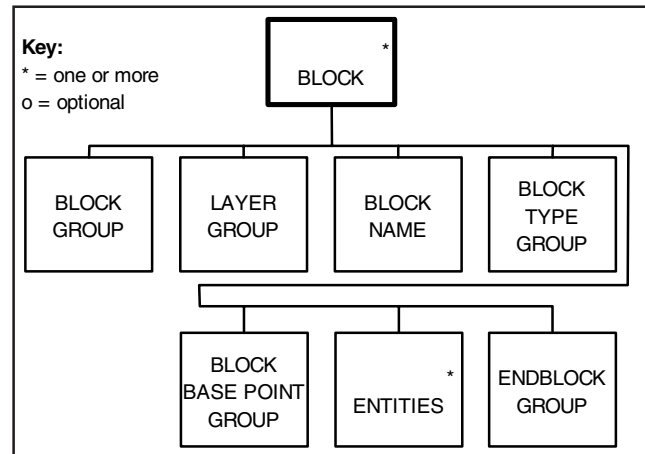 Key:
* = one or more
o = optional
*
BLOCK
BLOCK
GROUP
LAYER
GROUP
BLOCK
NAME
BLOCK
TYPE
GROUP
BLOCK
BASE POINT
GROUP
*
ENTITIES
ENDBLOCK
GROUP